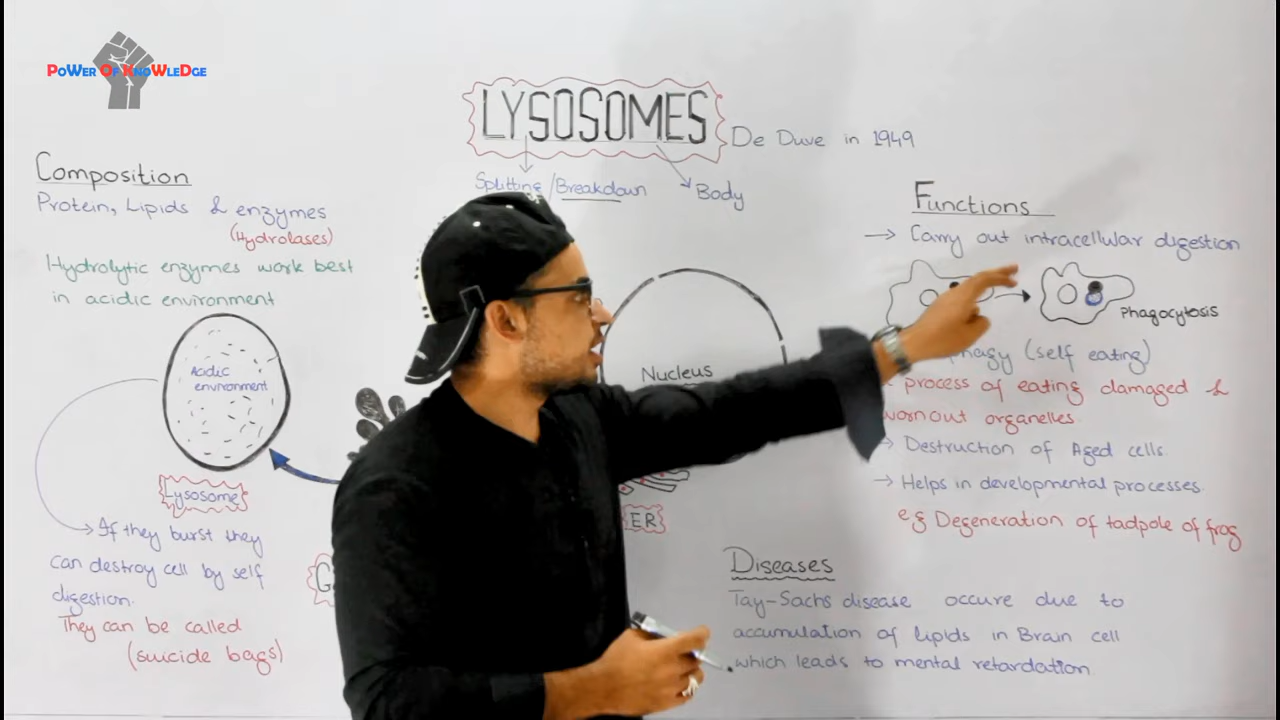 PoWer Of KnoWleDge
LYSOSOMES
De Duve in 1949
Splitting/Breakdown
Body
Composition
Protein, Lipids & enzymes
(Hydrolases)
Hydrolytic enzymes work best
in acidic environment
Acidic
environment
Lysosome
If they burst they
can destroy cell by self
digestion.
They can be called
(suicide bags)
Nucleus
ER
Functions
→ Carry out intracellular digestion
Phagocytosis
(self eating)
process of eating damaged &
wornout organelles.
→ Destruction of Aged cells.
→ Helps in developmental processes.
eg Degeneration of tadpole of frog
Diseases
Tay-Sachs disease occure due to
accumulation of lipids in Brain cell
which leads to mental retardation.